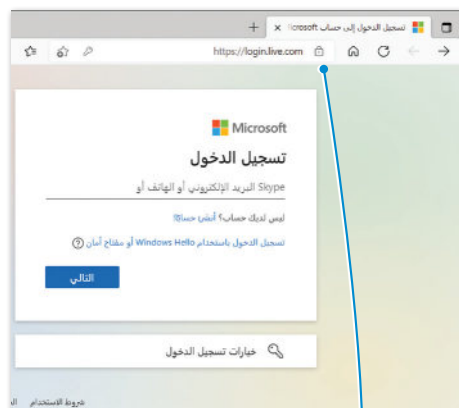 تسجيل الدخول إلى حساب Microsoft
https://login.live.com
Microsoft
تسجيل الدخول
البريد الإلكتروني أو الهاتف أو Skype
ليس لديك حساب؟ أنشئ حسابًا!
تسجيل الدخول باستخدام Windows Hello أو مفتاح أمان
التالي
خيارات تسجيل الدخول
شروط الاستخدام